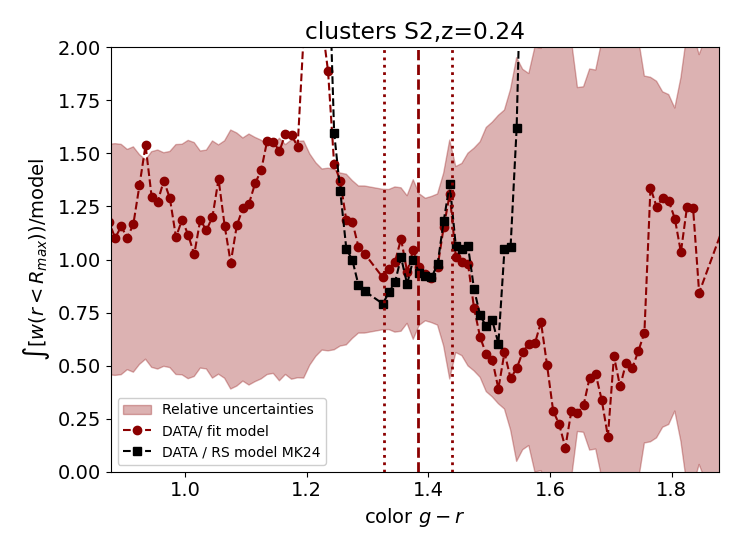 clusters S2,z=0.24
2.00
1.75
1.50
1.25
1.00
0.75
0.50
0.25
0.00
∫[w(r < R_{max}))/model
Relative uncertainties
DATA/ fit model
DATA / RS model MK24
1.0 1.2 1.4 1.6 1.8
color g − r